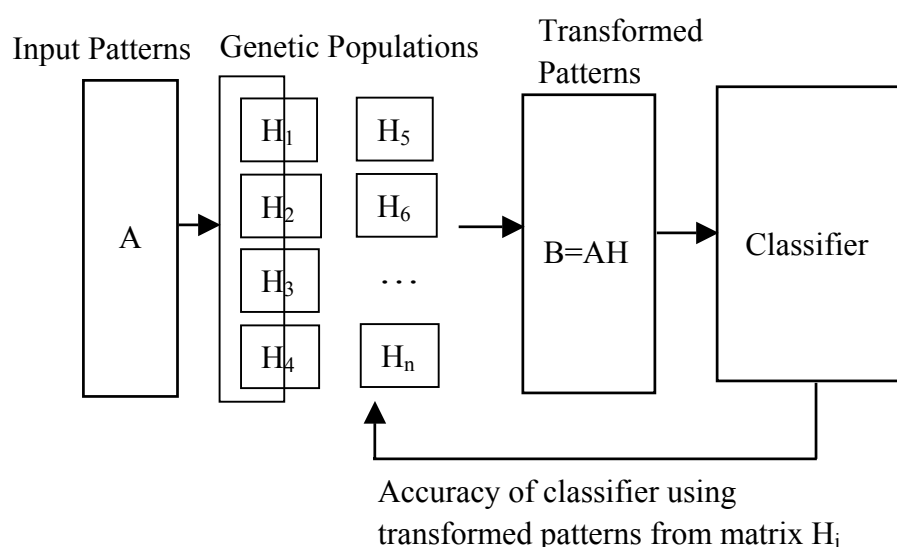 Input Patterns
Genetic Populations
Transformed
Patterns
A
H₁
H₂
H₃
H₄
H₅
H₆
…
Hₙ
B=AH
Classifier
Accuracy of classifier using
transformed patterns from matrix Hᵢ